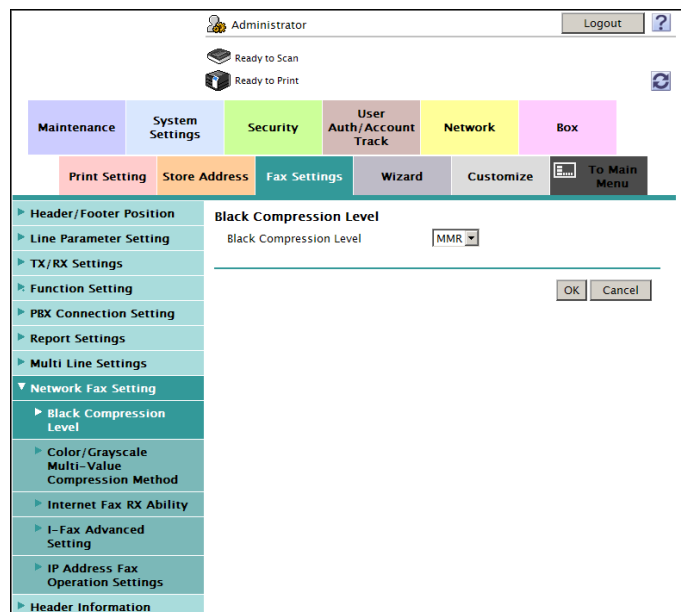 Administrator
Logout
?
Ready to Scan
Ready to Print
Maintenance
System
Settings
Security
User
Auth/Account
Track
Network
Box
Print Setting
Store Address
Fax Settings
Wizard
Customize
To Main
Menu
Header/Footer Position
Line Parameter Setting
TX/RX Settings
Function Setting
PBX Connection Setting
Report Settings
Multi Line Settings
Network Fax Setting
Black Compression
Level
Color/Grayscale
Multi-Value
Compression Method
Internet Fax RX Ability
I-Fax Advanced
Setting
IP Address Fax
Operation Settings
Header Information
Black Compression Level
Black Compression Level
MMR
OK
Cancel